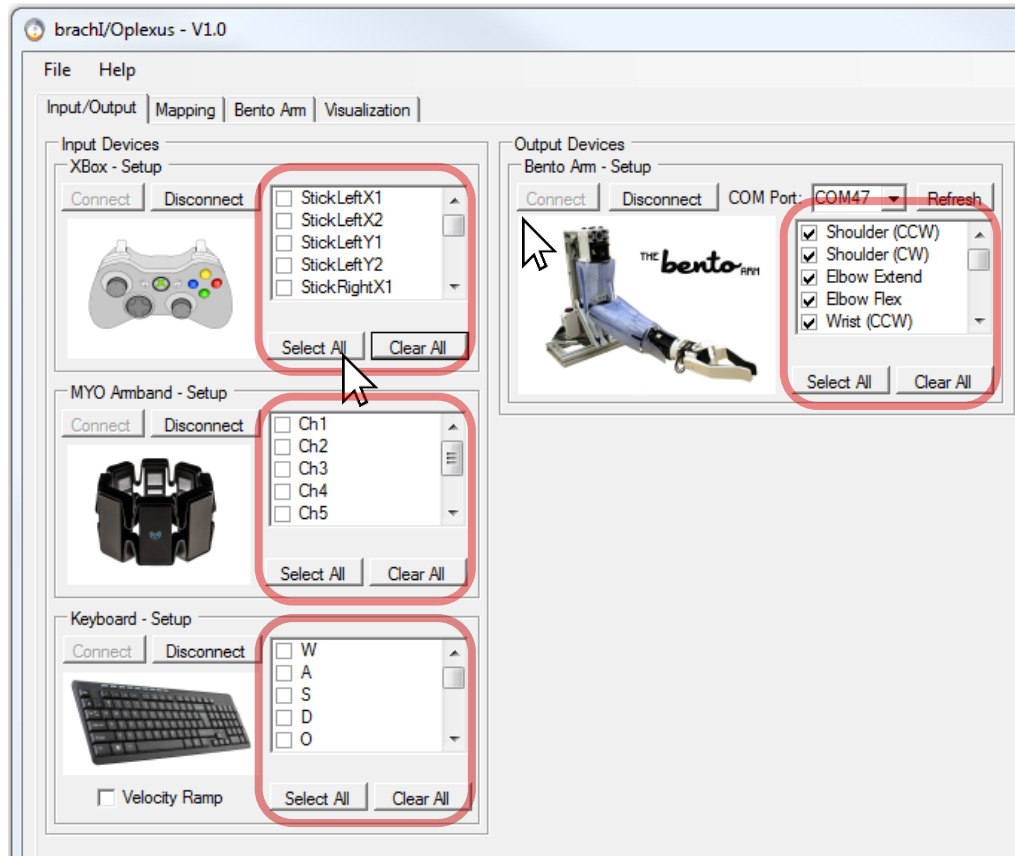 brachI/Oplexus - V1.0
File Help
Input/Output Mapping Bento Arm Visualization
Input Devices
XBox - Setup
Connect Disconnect
StickLeftX1
StickLeftX2
StickLeftY1
StickLeftY2
StickRightX1
Select All Clear All
MYO Armband - Setup
Connect Disconnect
Ch1
Ch2
Ch3
Ch4
Ch5
Select All Clear All
Keyboard - Setup
Connect Disconnect
W
A
S
D
O
Velocity Ramp
Select All Clear All
Output Devices
Bento Arm - Setup
Connect Disconnect COM Port: COM47 Refresh
THE bento ARM
Shoulder (CCW)
Shoulder (CW)
Elbow Extend
Elbow Flex
Wrist (CCW)
Select All Clear All